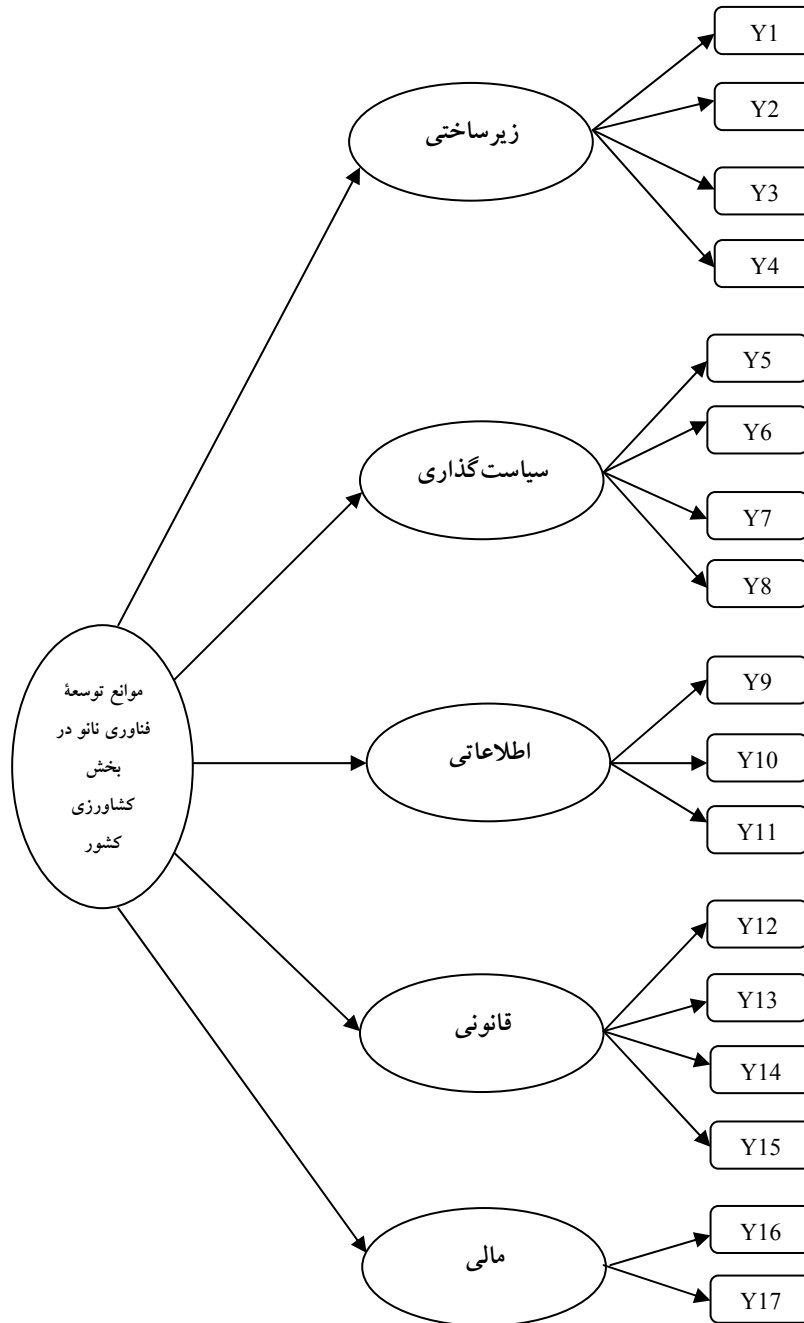 Y1
زیرساختی
Y2
Y3
Y4
Y5
Y6
سیاست‌گذاری
Y7
Y8
موانع توسعۀ
فناوری نانو در
بخش
کشاورزی
کشور
Y9
اطلاعاتی
Y10
Y11
Y12
Y13
قانونی
Y14
Y15
Y16
مالی
Y17